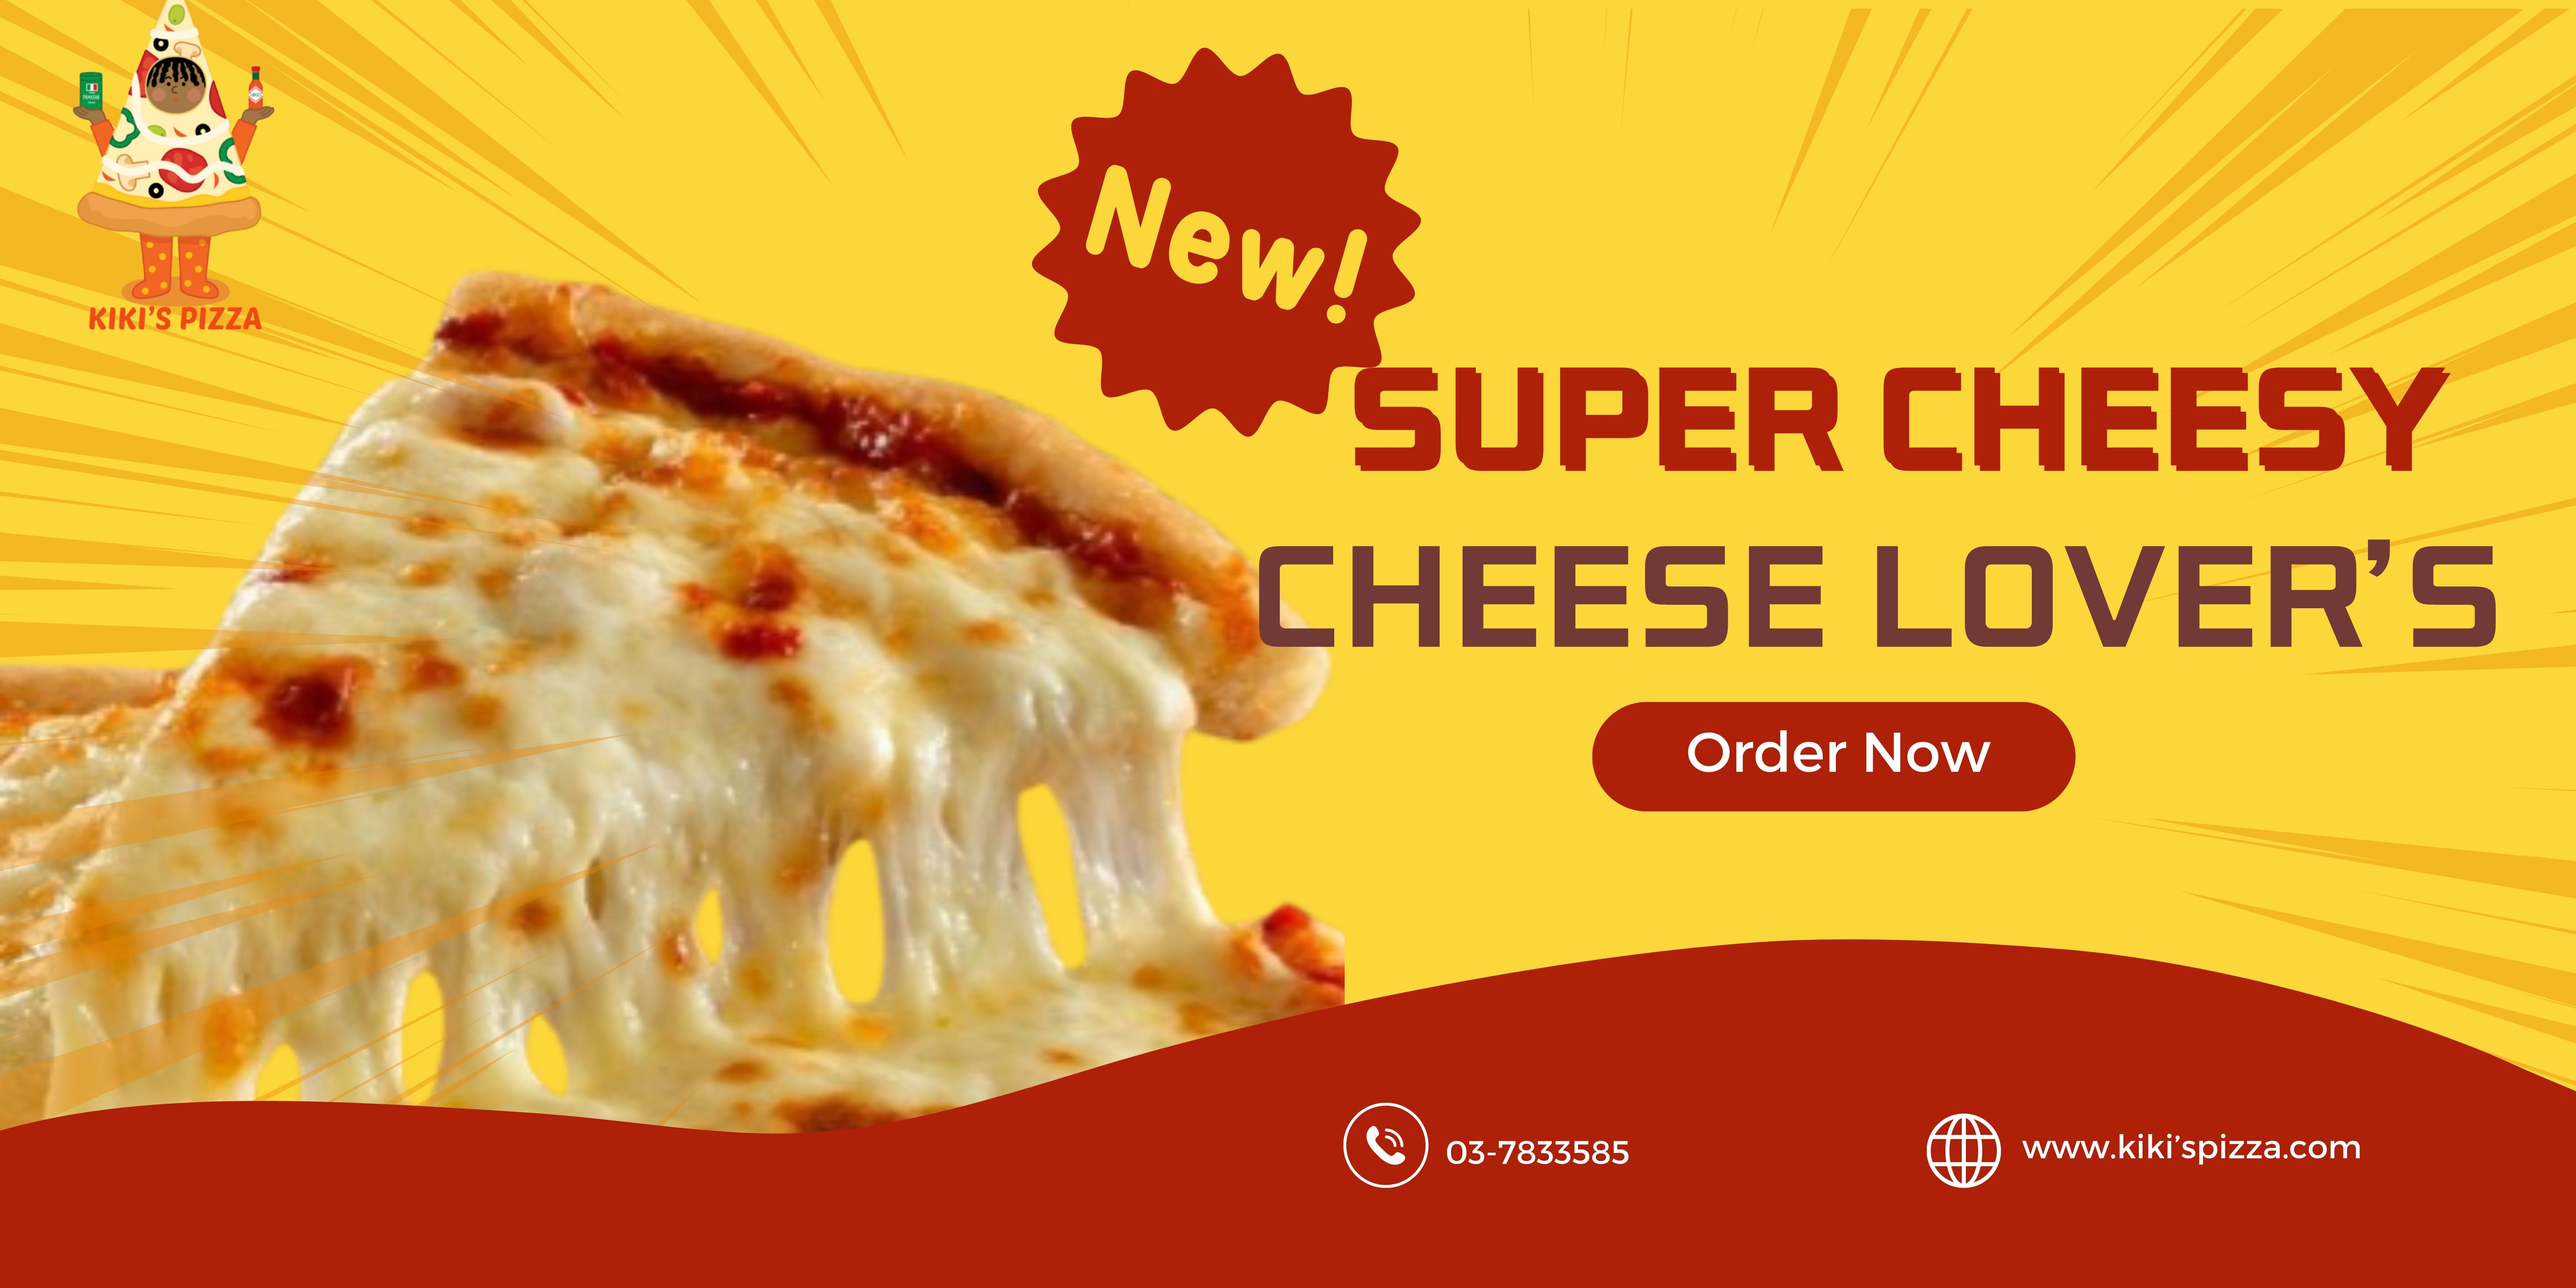 KIKI'S PIZZA
New!
SUPER CHEESY
CHEESE LOVER'S
Order Now
03-7833585
www.kiki'spizza.com